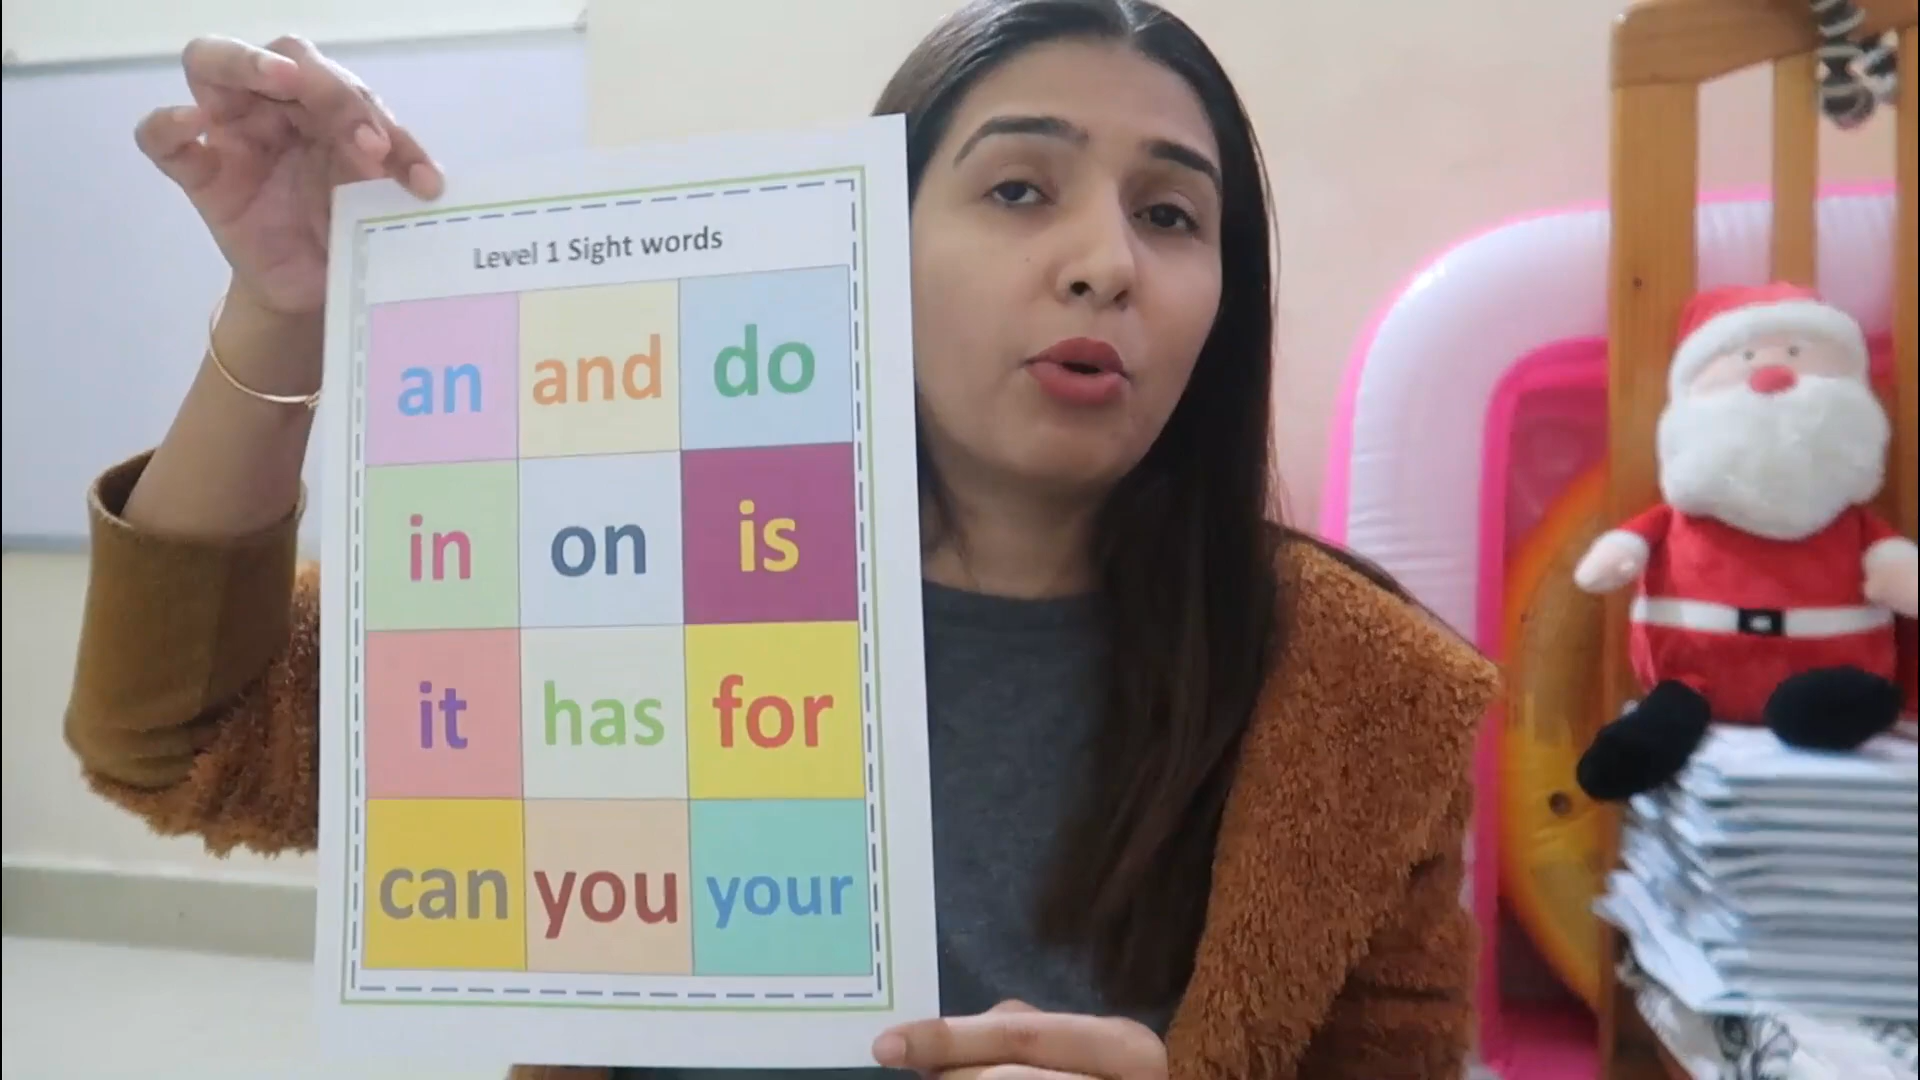 Level 1 Sight words
an and do
in on is
it has for
can you your